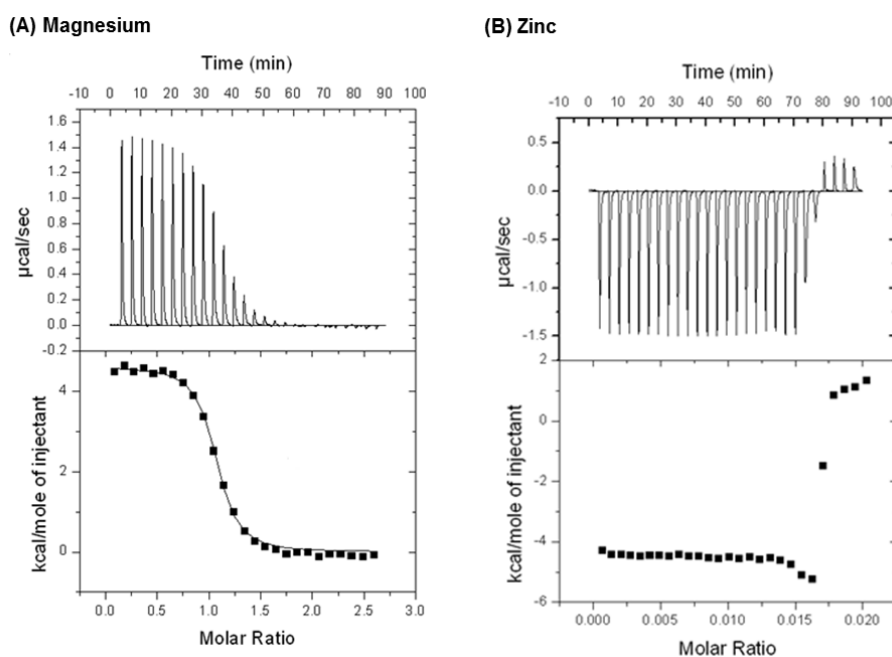 (A) Magnesium
Time (min)
-10 0 10 20 30 40 50 60 70 80 90 100
1.6
1.4
1.2
1.0
0.8
0.6
0.4
0.2
0.0
-0.2
µcal/sec
4
2
0
kcal/mole of injectant
0.0 0.5 1.0 1.5 2.0 2.5 3.0
Molar Ratio
(B) Zinc
Time (min)
-10 0 10 20 30 40 50 60 70 80 90 100
0.5
0.0
-0.5
-1.0
-1.5
µcal/sec
2
0
-2
-4
-6
kcal/mole of injectant
0.000 0.005 0.010 0.015 0.020
Molar Ratio